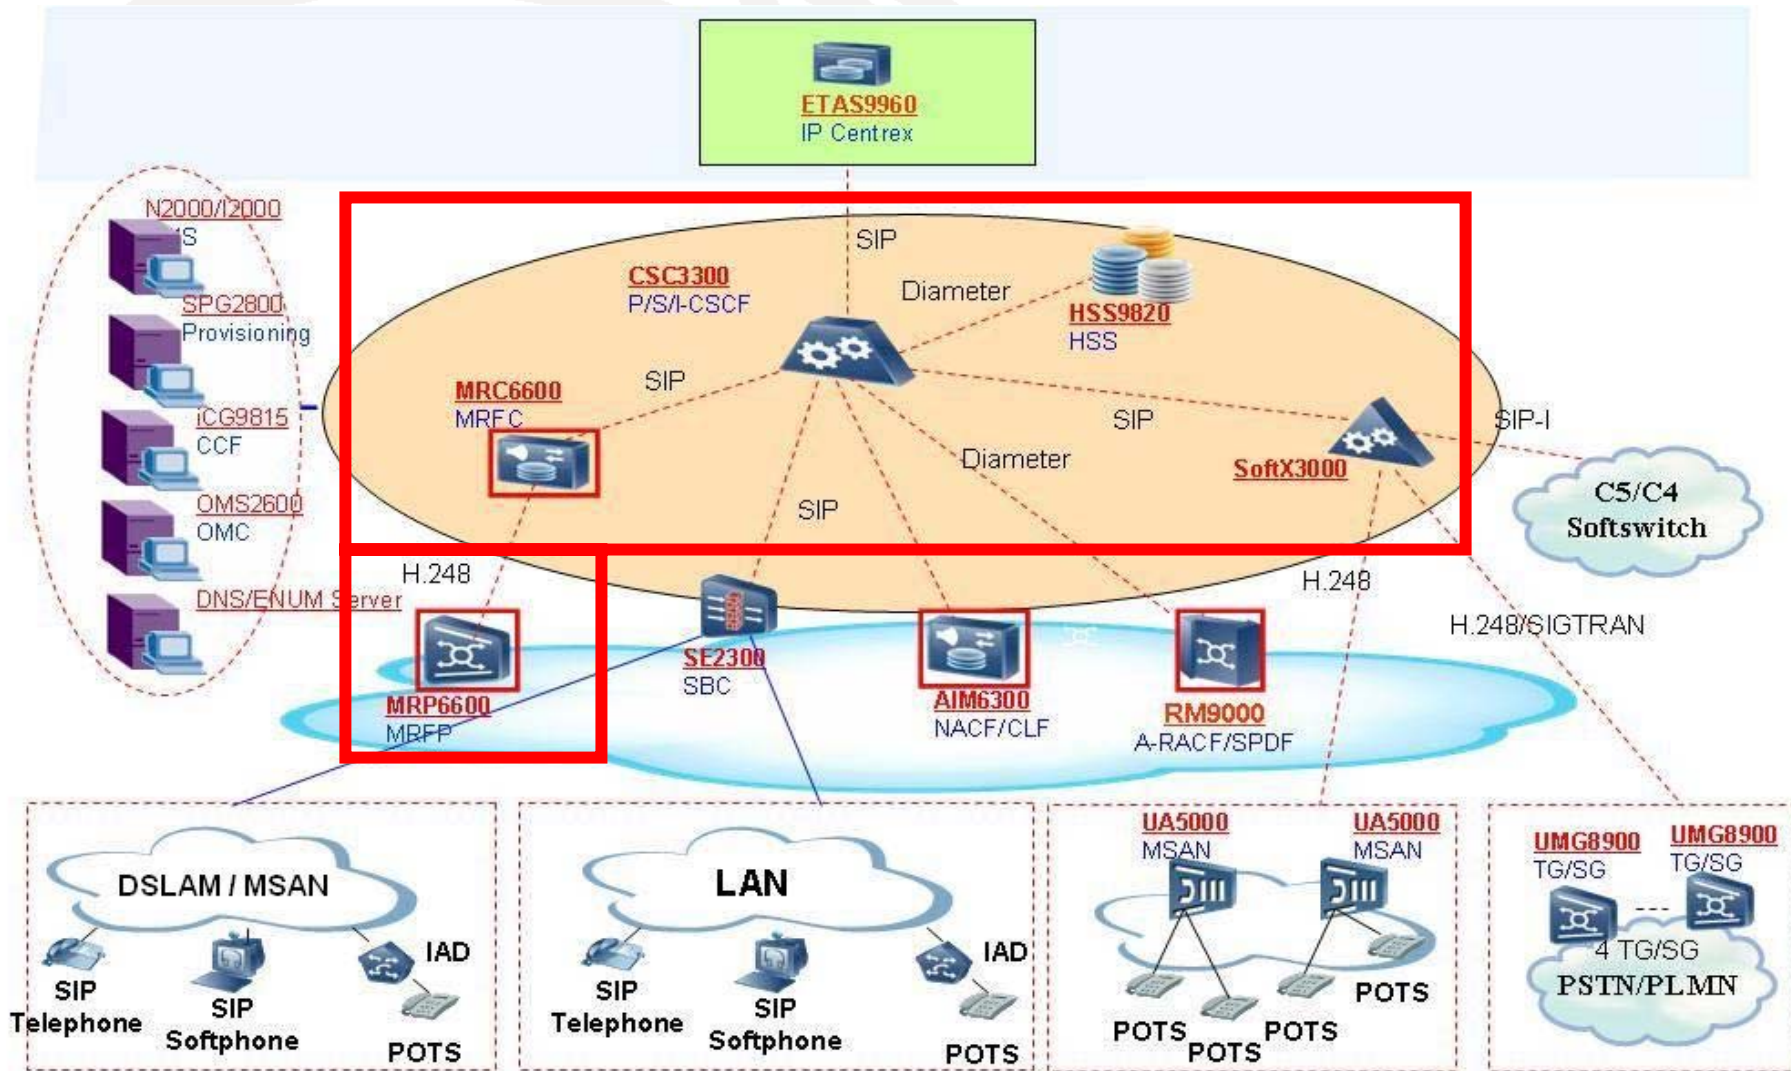 ETAS9960
IP Centrex
N2000/I2000
SPG2800
Provisioning
iCG9815
CCF
OMS2600
OMC
DNS/ENUM Server
SIP
CSC3300
P/S/I-CSCF
Diameter
HSS9820
HSS
MRC6600
MRFC
SIP
SIP
SIP-I
Diameter
SoftX3000
SIP
C5/C4
Softswitch
H.248
H.248
H.248/SIGTRAN
MRP6600
MRFP
SE2300
SBC
AIM6300
NACF/CLF
RM9000
A-RACF/SPDF
DSLAM / MSAN
IAD
SIP
Telephone
SIP
Softphone
POTS
LAN
IAD
SIP
Telephone
SIP
Softphone
POTS
UA5000
MSAN
UA5000
MSAN
POTS
POTS
POTS
POTS
UMG8900
TG/SG
UMG8900
TG/SG
---
4 TG/SG
PSTN/PLMN